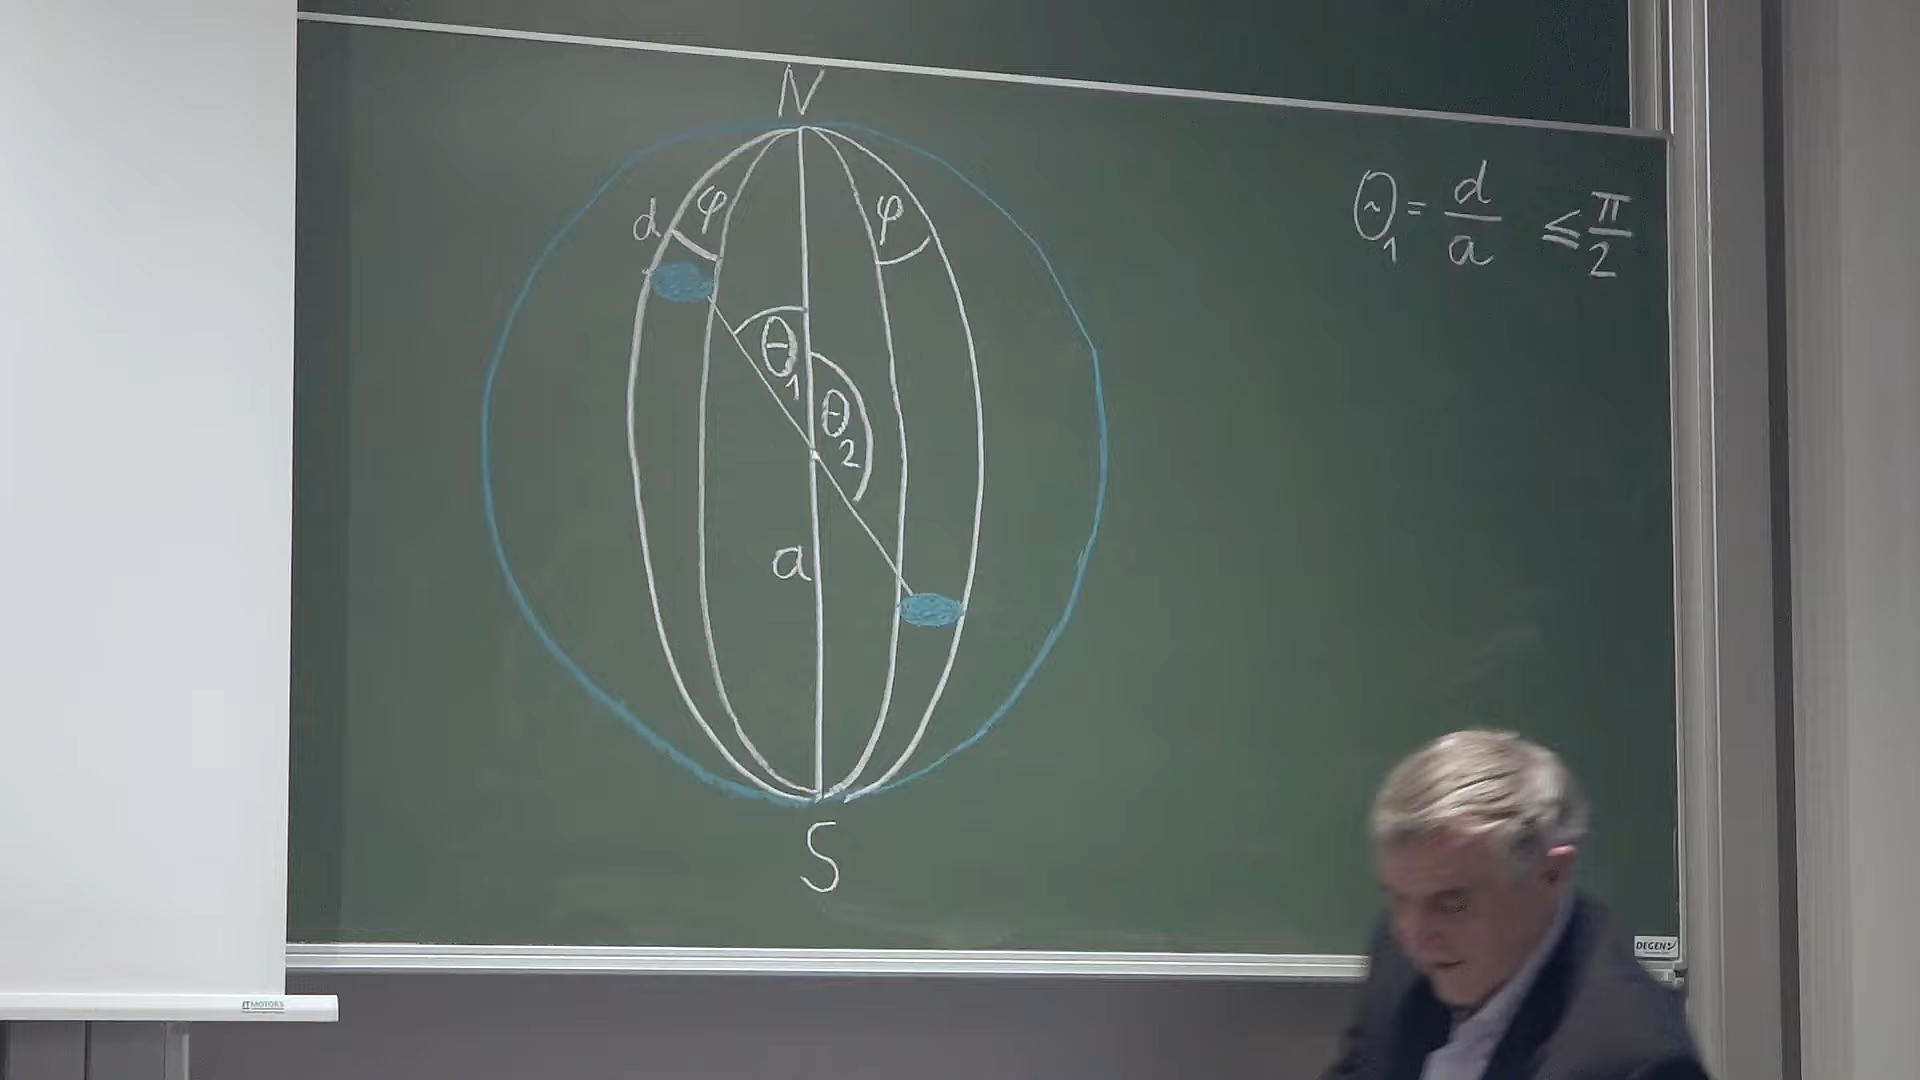 N
d φ φ
Θ₁
Θ₂
a
S
Θ₁ = d/a ≤ π/2
DEGEN